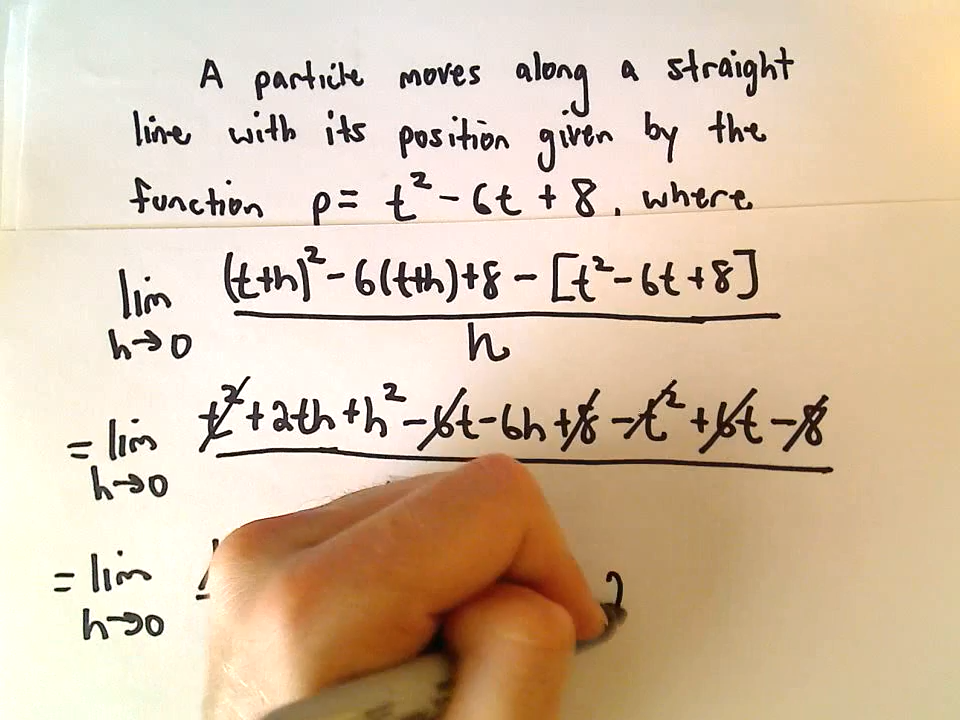 A particle moves along a straight
line with its position given by the
function p = t² - 6t + 8, where
lim h→0 (t+h)² - 6(t+h) + 8 - [t² - 6t + 8] / h
= lim h→0 t² + 2th + h² - 6t - 6h + 8 - t² + 6t - 8
= lim h→0